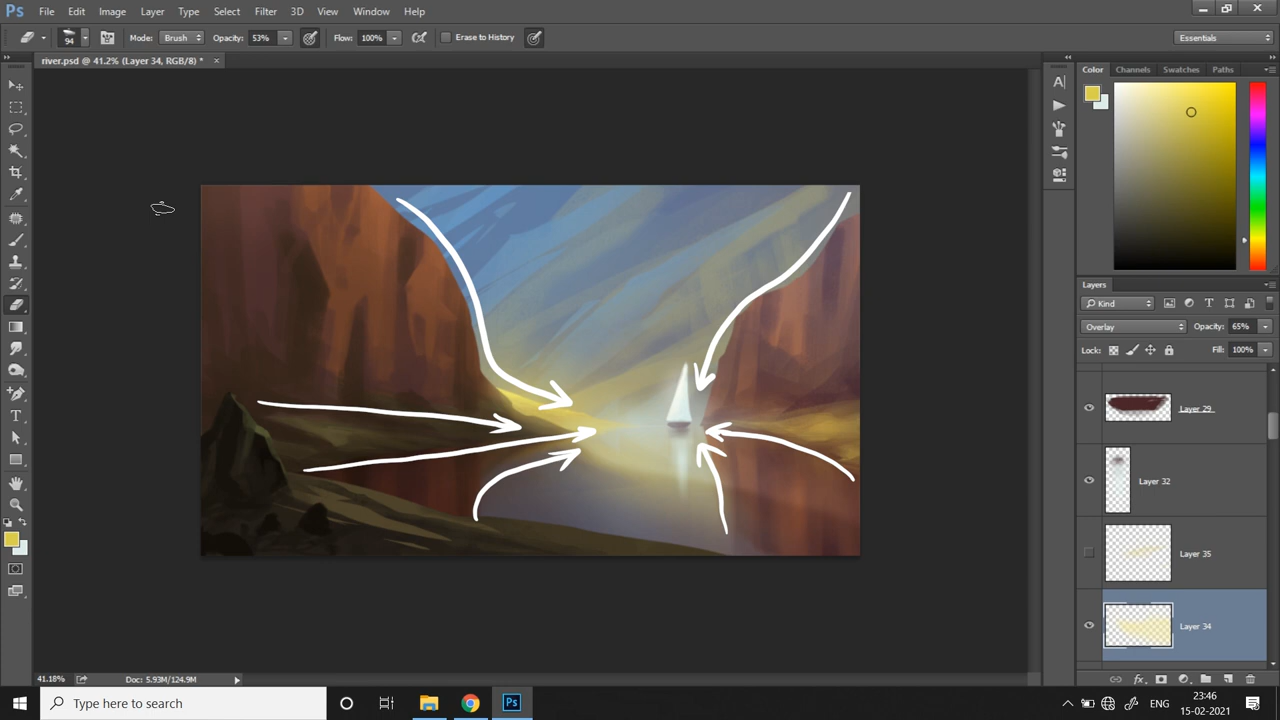 Ps File Edit Image Layer Type Select Filter 3D View Window Help
94 Mode: Brush Opacity: 53% Flow: 100% Erase to History Essentials
river.psd @ 41.2% (Layer 34, RGB/8) * ×
Color Channels Swatches Paths
Layers
Kind
Overlay Opacity: 65%
Lock: Fill: 100%
Layer 29
Layer 32
Layer 35
Layer 34
41.18% Doc: 5.93M/124.9M
Type here to search
Ps
ENG
23:46
15-02-2021